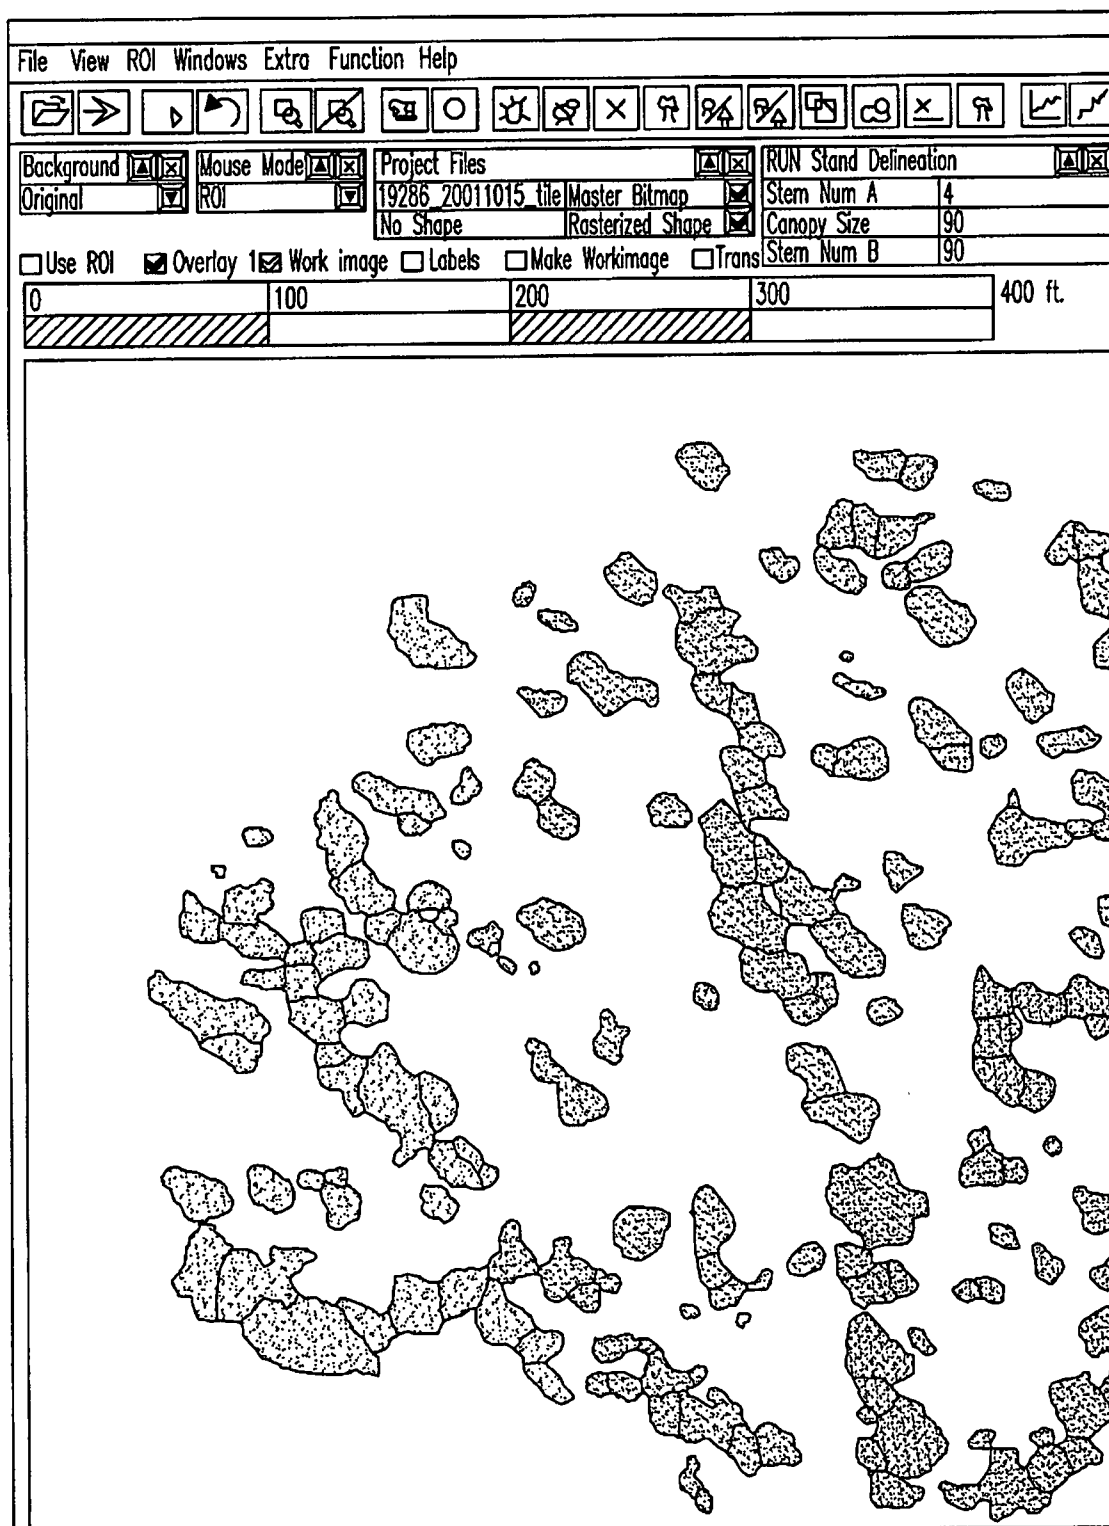 File View ROI Windows Extra Function Help
Background Mouse Mode Project Files RUN Stand Delineation
Original ROI 19286_20011015_tile Master Bitmap Stem Num A 4
No Shape Rasterized Shape Canopy Size 90
Use ROI Overlay 1 Work image Labels Make Workimage Trans Stem Num B 90
0 100 200 300 400 ft.